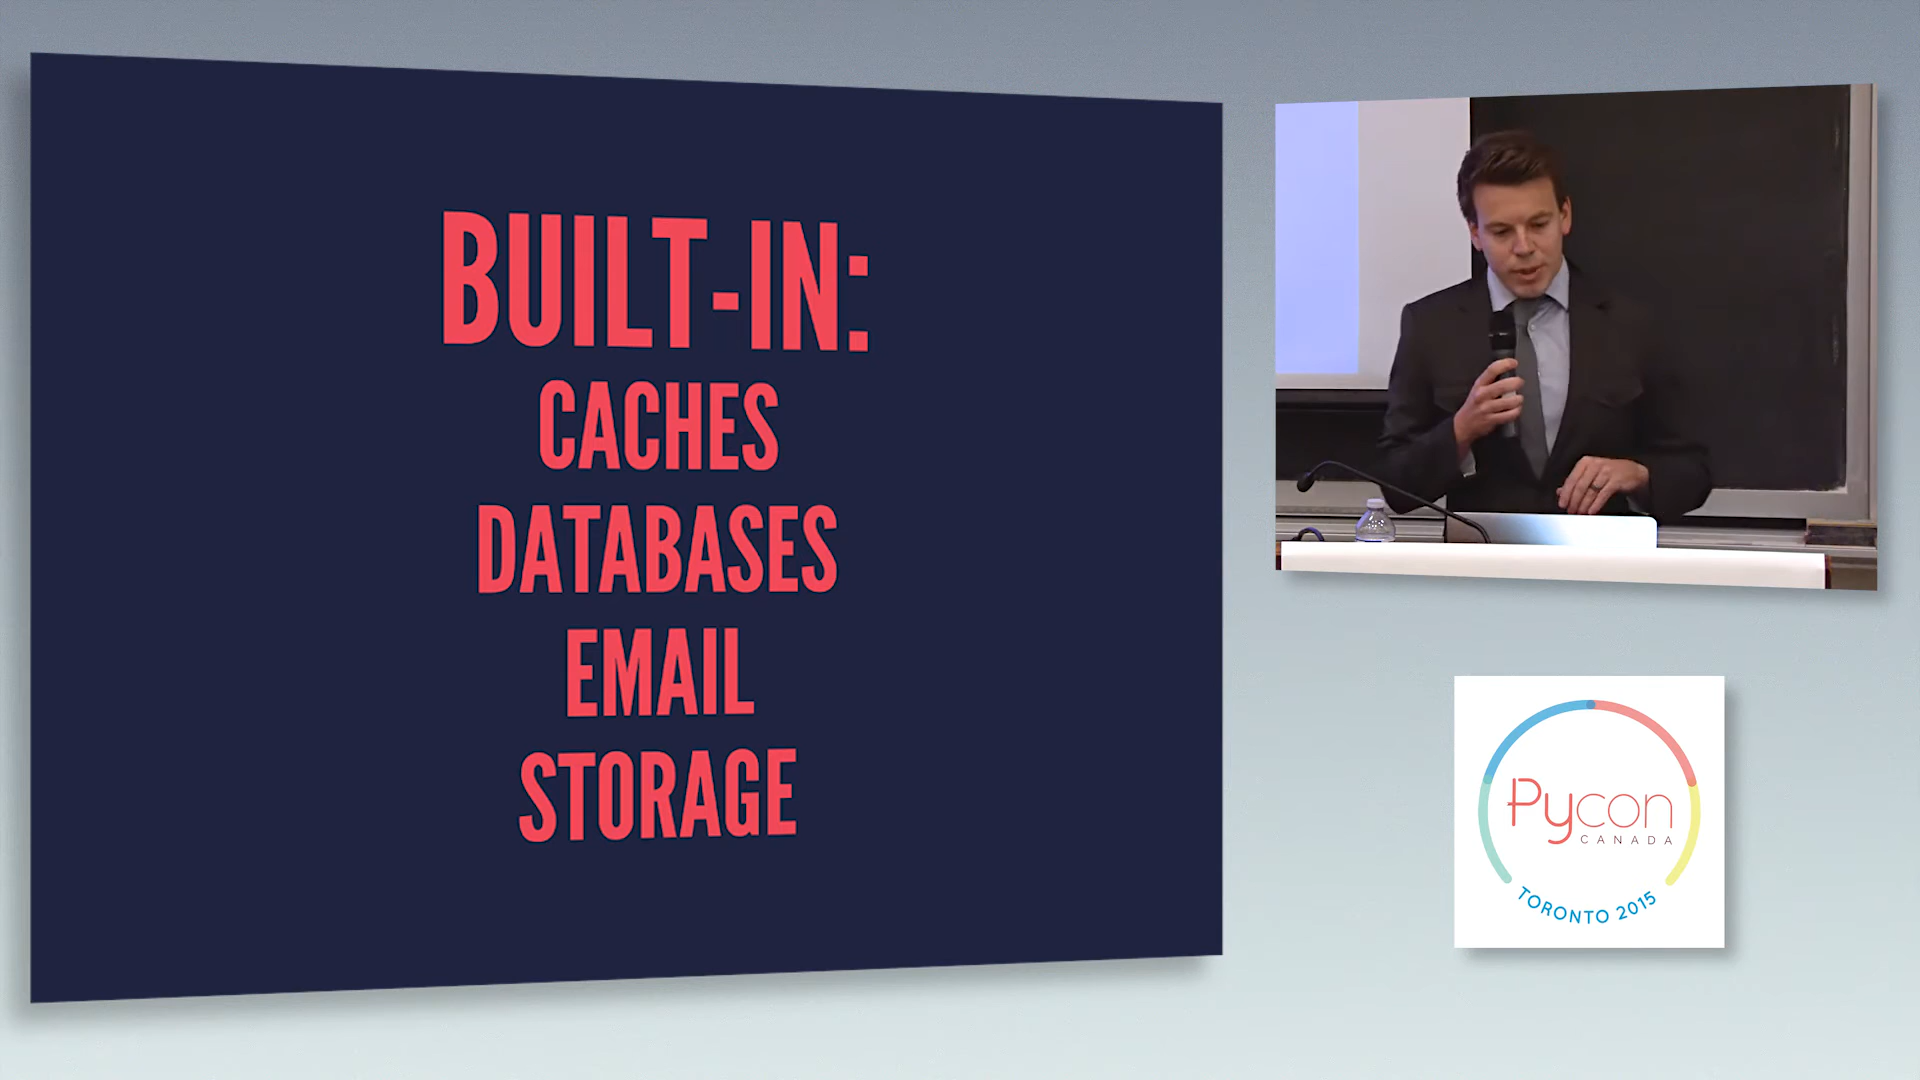 BUILT-IN:
CACHES
DATABASES
EMAIL
STORAGE
Pycon
CANADA
TORONTO 2015